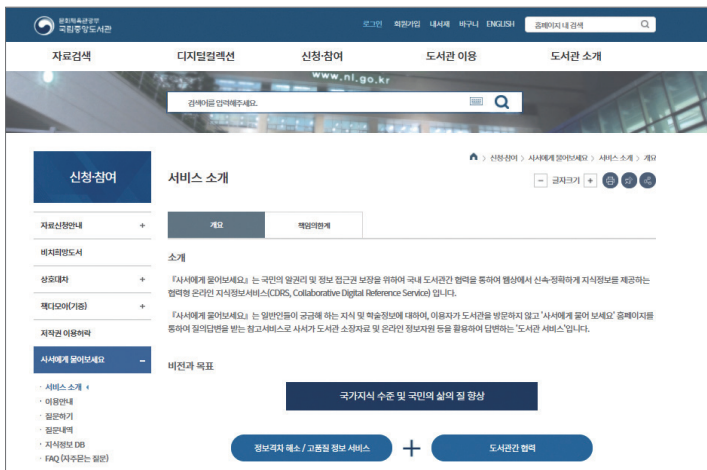 문화체육관광부
국립중앙도서관
로그인 회원가입 내서재 바구니 ENGLISH 홈페이지 내 검색
자료검색 디지털컬렉션 신청·참여 도서관 이용 도서관 소개
www.nl.go.kr
검색어를 입력해주세요.
신청·참여 > 사서에게 물어보세요 > 서비스 소개 > 개요
신청·참여
서비스 소개
- 글자크기 +
자료신청안내 +
비치희망도서
상호대차 +
책다모아(기증) +
저작권 이용허락
사서에게 물어보세요 -
· 서비스 소개
· 이용안내
· 질문하기
· 질문내역
· 지식정보 DB
· FAQ (자주묻는 질문)
개요 책임의한계
소개
『사서에게 물어보세요』는 국민의 알권리 및 정보 접근권 보장을 위하여 국내 도서관간 협력을 통하여 웹상에서 신속·정확하게 지식정보를 제공하는
협력형 온라인 지식정보서비스(CDRS, Collaborative Digital Reference Service) 입니다.
『사서에게 물어보세요』는 일반인들이 궁금해 하는 지식 및 학술정보에 대하여, 이용자가 도서관을 방문하지 않고 '사서에게 물어 보세요' 홈페이지를
통하여 질의답변을 받는 참고서비스로 사서가 도서관 소장자료 및 온라인 정보자원 등을 활용하여 답변하는 '도서관 서비스'입니다.
비전과 목표
국가지식 수준 및 국민의 삶의 질 향상
정보격차 해소 / 고품질 정보 서비스 + 도서관간 협력